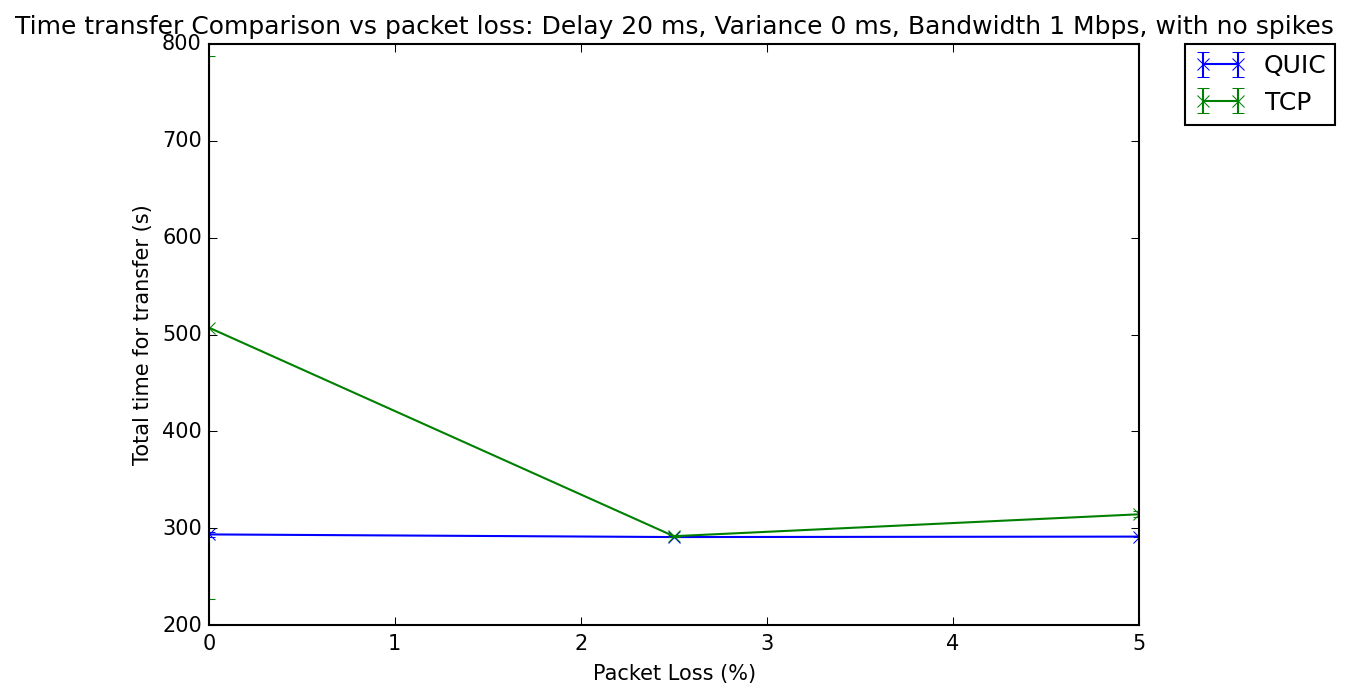 Time transfer Comparison vs packet loss: Delay 20 ms, Variance 0 ms, Bandwidth 1 Mbps, with no spikes
QUIC
TCP
800
700
600
500
400
300
200
Total time for transfer (s)
0 1 2 3 4 5
Packet Loss (%)